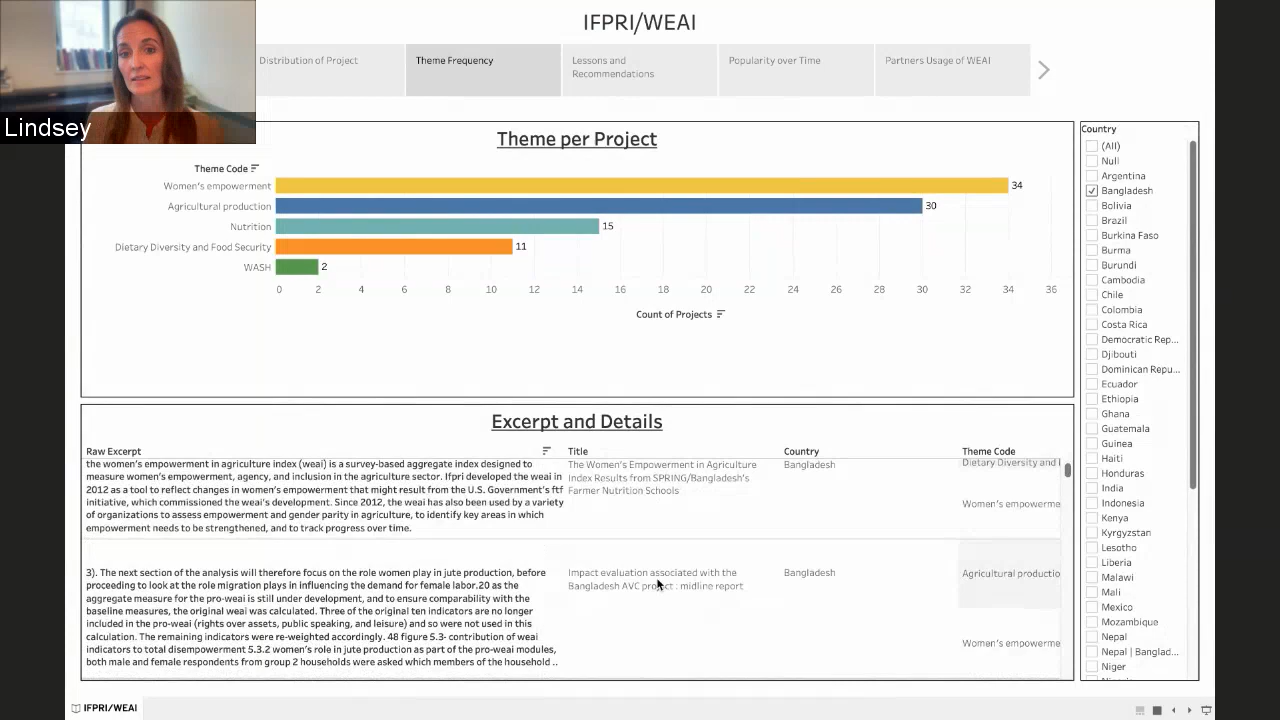 IFPRI/WEAI
Distribution of Project
Theme Frequency
Lessons and
Recommendations
Popularity over Time
Partners Usage of WEAI
Lindsey
Theme per Project
Theme Code
Women's empowerment
34
Agricultural production
30
Nutrition
15
Dietary Diversity and Food Security
11
WASH
2
0 2 4 6 8 10 12 14 16 18 20 22 24 26 28 30 32 34 36
Count of Projects
Excerpt and Details
Raw Excerpt
Title
Country
Theme Code
the women's empowerment in agriculture index (weai) is a survey-based aggregate index designed to
measure women's empowerment, agency, and inclusion in the agriculture sector. Ifpri developed the weai in
2012 as a tool to reflect changes in women's empowerment that might result from the U.S. Government's ftf
initiative, which commissioned the weai's development. Since 2012, the weai has also been used by a variety
of organizations to assess empowerment and gender parity in agriculture, to identify key areas in which
empowerment needs to be strengthened, and to track progress over time.
The Women's Empowerment in Agriculture
Index Results from SPRING/Bangladesh's
Farmer Nutrition Schools
Bangladesh
Dietary Diversity and
Women's empowerme
3). The next section of the analysis will therefore focus on the role women play in jute production, before
proceeding to look at the role migration plays in influencing the demand for female labor.20 as the
aggregate measure for the pro-weai is still under development, and to ensure comparability with the
baseline measures, the original weai was calculated. Three of the original ten indicators are no longer
included in the pro-weai (rights over assets, public speaking, and leisure) and so were not used in this
calculation. The remaining indicators were re-weighted accordingly. 48 figure 5.3- contribution of weai
indicators to total disempowerment 5.3.2 women's role in jute production as part of the pro-weai modules,
both male and female respondents from group 2 households were asked which members of the household ..
Impact evaluation associated with the
Bangladesh AVC project : midline report
Bangladesh
Agricultural productio
Women's empowerme
Country
(All)
Null
Argentina
Bangladesh
Bolivia
Brazil
Burkina Faso
Burma
Burundi
Cambodia
Chile
Colombia
Costa Rica
Democratic Rep...
Djibouti
Dominican Repu...
Ecuador
Ethiopia
Ghana
Guatemala
Guinea
Haiti
Honduras
India
Indonesia
Kenya
Kyrgyzstan
Lesotho
Liberia
Malawi
Mali
Mexico
Mozambique
Nepal
Nepal | Banglad...
Niger
IFPRI/WEAI